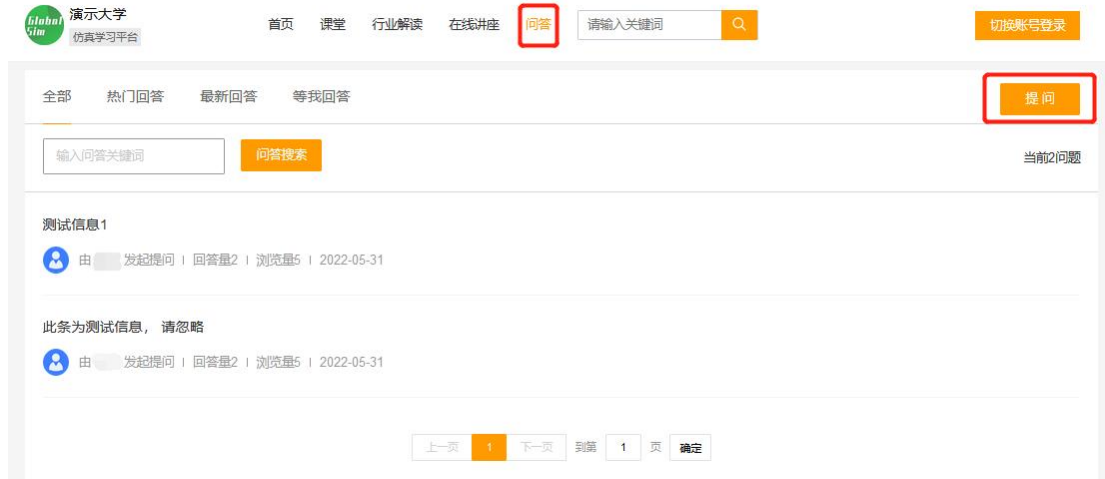 Global Sim
演示大学
仿真学习平台
首页 课堂 行业解读 在线讲座 问答 请输入关键词 切换账号登录
全部 热门回答 最新回答 等我回答 提问
输入问答关键词 问答搜索 当前2问题
测试信息1
由 发起提问 | 回答量2 | 浏览量5 | 2022-05-31
此条为测试信息， 请忽略
由 发起提问 | 回答量2 | 浏览量5 | 2022-05-31
上一页 1 下一页 到第 1 页 确定